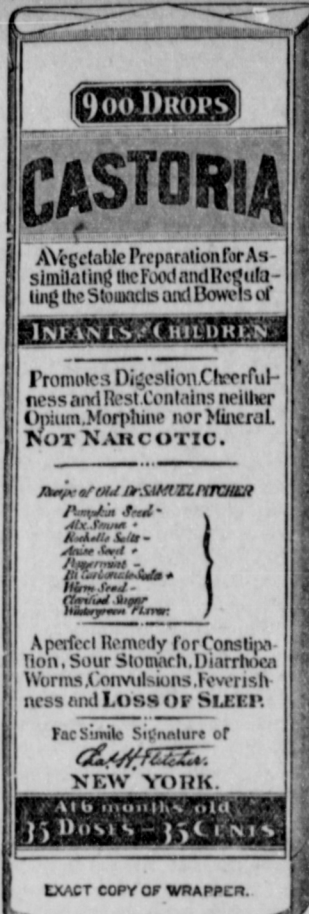 900 DROPS
CASTORIA
AVegetable Preparation for As-
similating the Food and Regula-
ting the Stomachs and Bowels of
INFANTS & CHILDREN
Promotes Digestion, Cheerful-
ness and Rest. Contains neither
Opium, Morphine nor Mineral.
NOT NARCOTIC.
Recipe of Old Dr. SAMUEL PITCHER
Pumpkin Seed -
Alx. Senna +
Rochelle Salts -
Anise Seed +
Peppermint -
Bi Carbonate Soda +
Worm Seed -
Clarified Sugar
Wintergreen Flavor.
A perfect Remedy for Constipa-
tion, Sour Stomach, Diarrhoea
Worms, Convulsions, Feverish-
ness and LOSS OF SLEEP.
Fac Simile Signature of
Chas. H. Fletcher.
NEW YORK.
At 6 months old
35 DOSES – 35 CENTS
EXACT COPY OF WRAPPER.